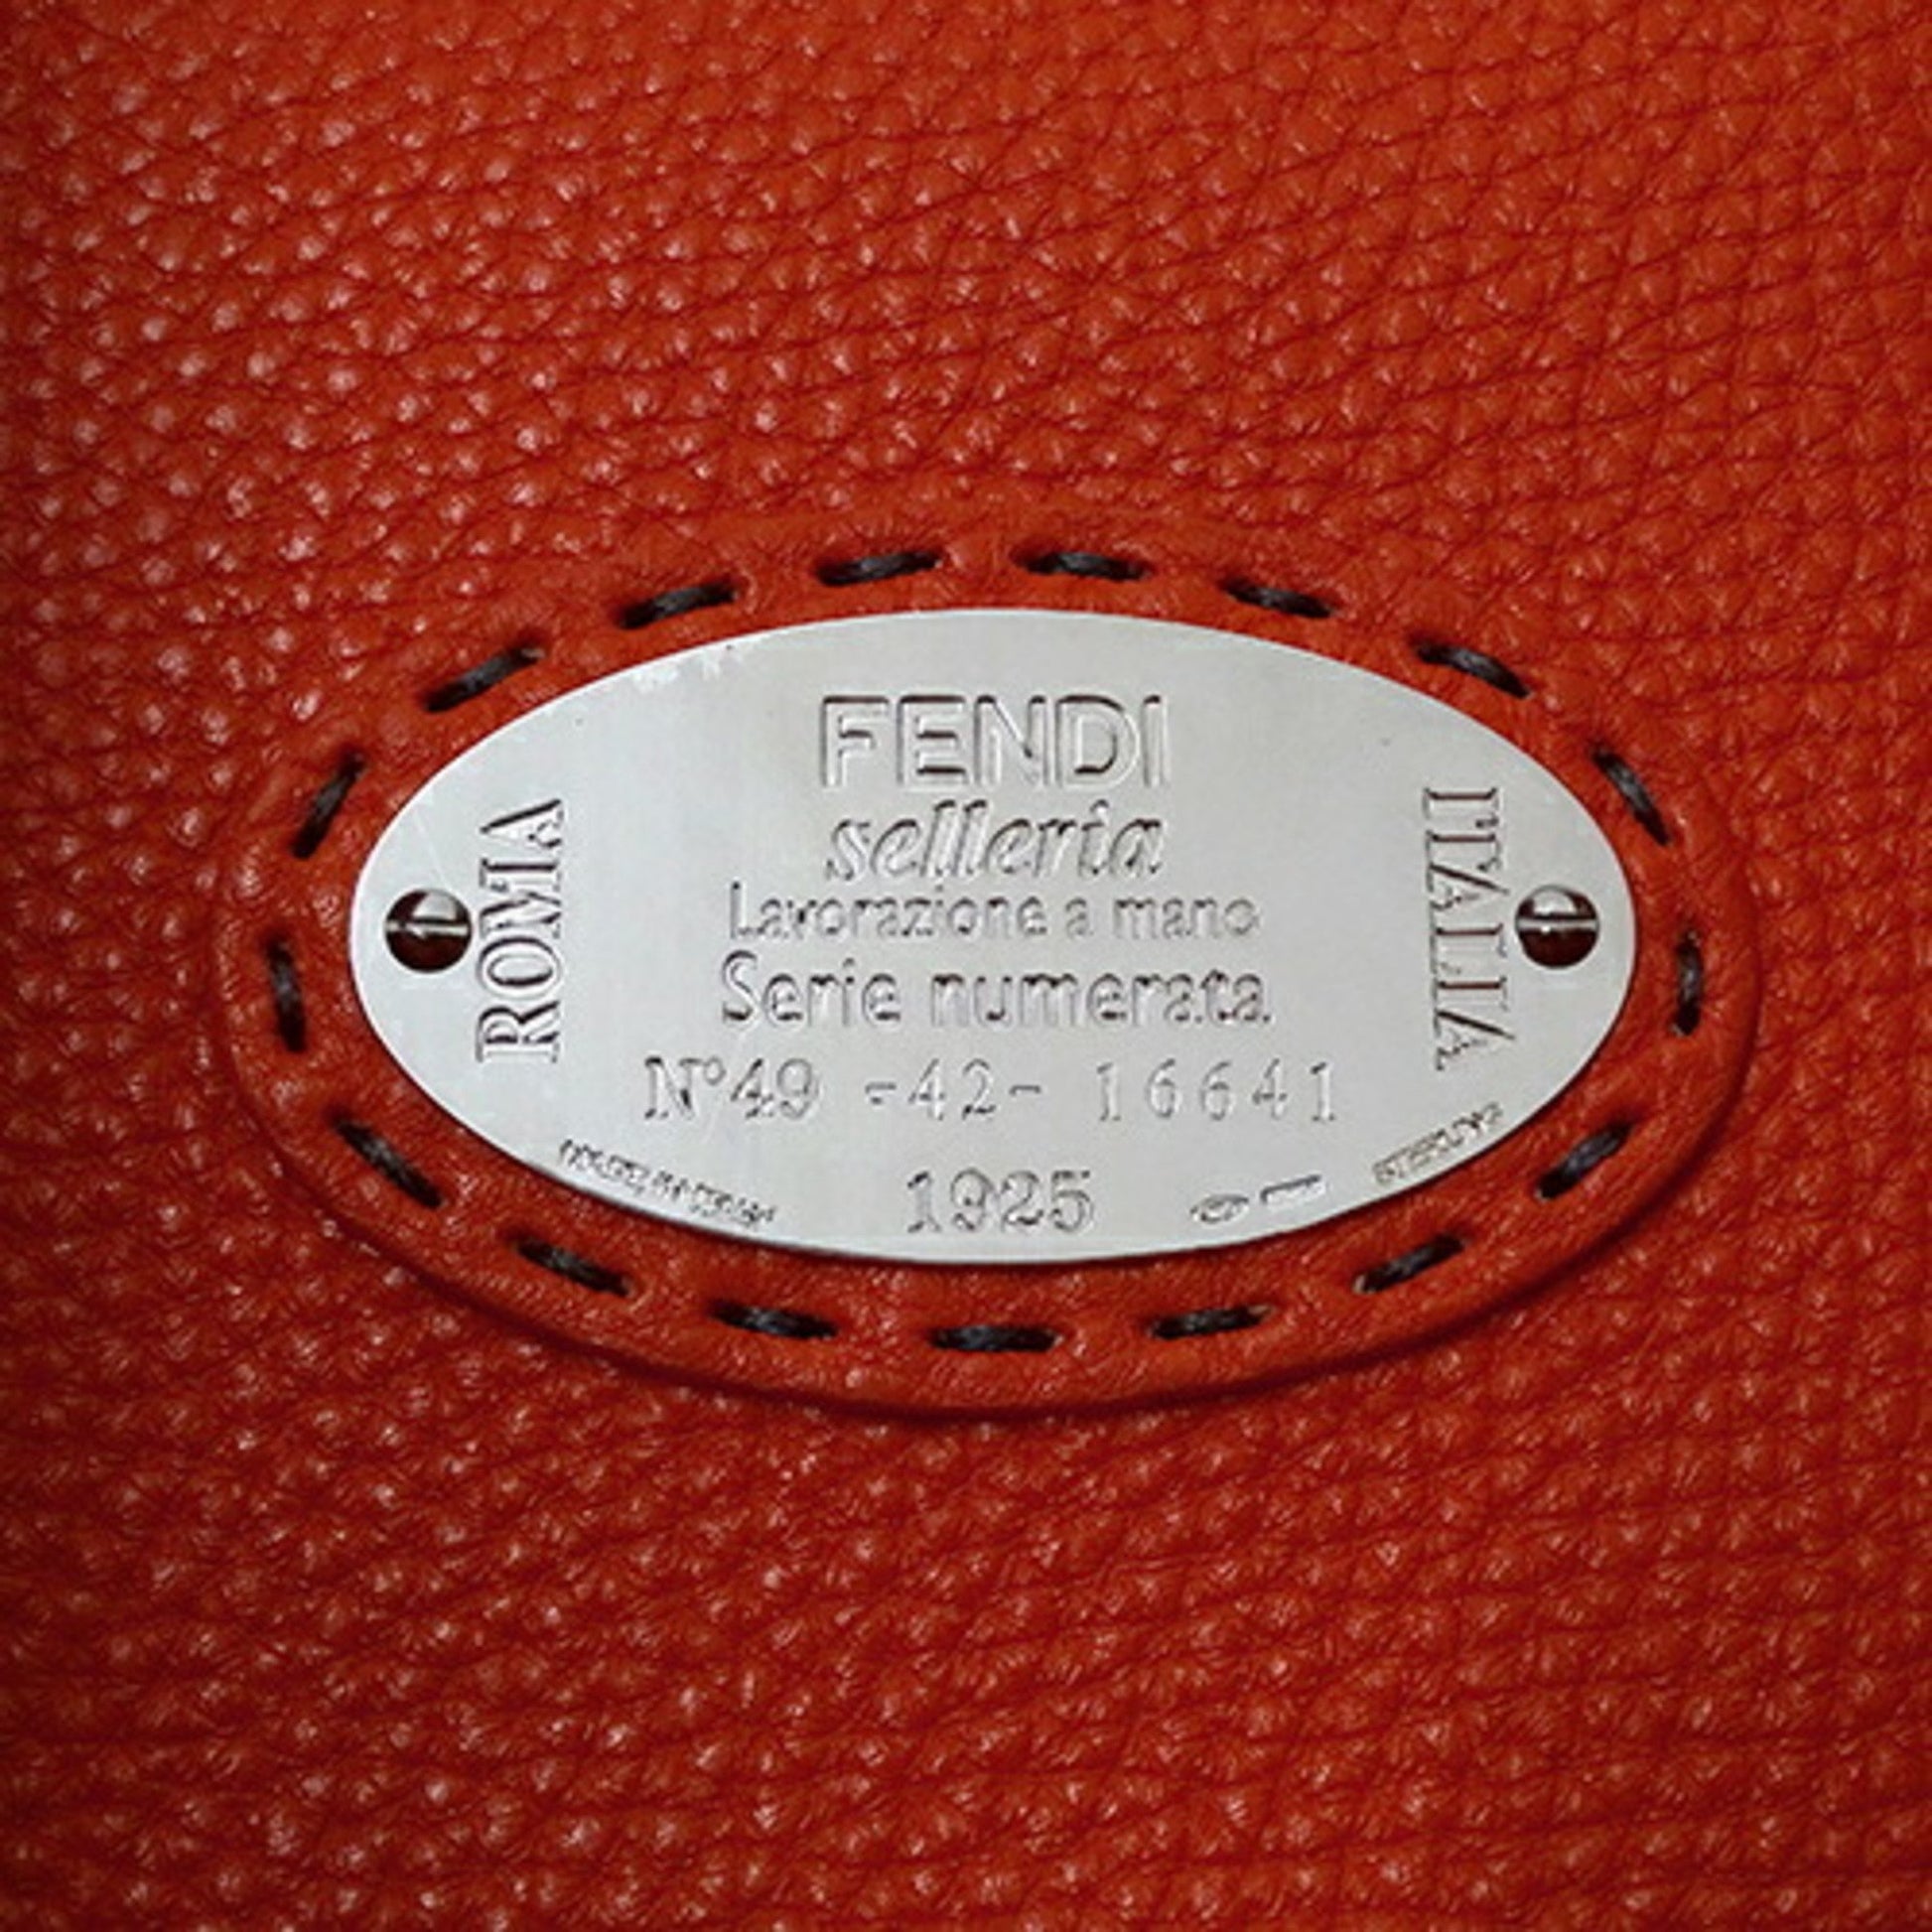 FENDI
selleria
Lavorazione a mano
Serie numerata
N°49 -42- 16641
1925
ROMA
ITALIA